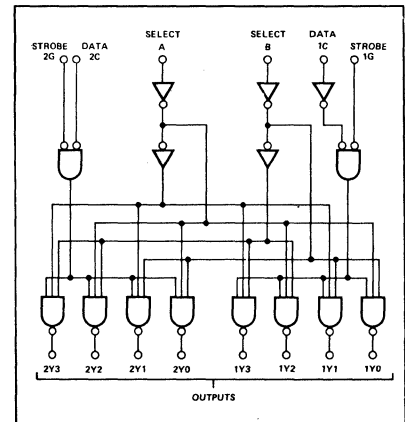 SELECT
A
SELECT
B
DATA
1C
STROBE
2G
DATA
2C
STROBE
1G
2Y3 2Y2 2Y1 2Y0 1Y3 1Y2 1Y1 1Y0
OUTPUTS